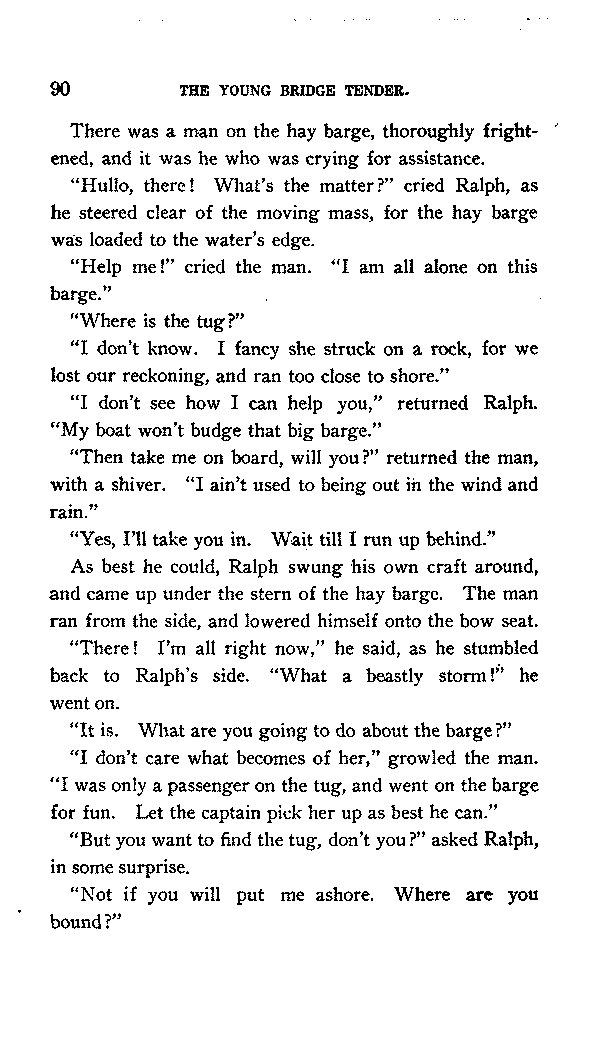 90 THE YOUNG BRIDGE TENDER.
There was a man on the hay barge, thoroughly fright-
ened, and it was he who was crying for assistance.
"Hullo, there! What's the matter?" cried Ralph, as
he steered clear of the moving mass, for the hay barge
was loaded to the water's edge.
"Help me!" cried the man. "I am all alone on this
barge."
"Where is the tug?"
"I don't know. I fancy she struck on a rock, for we
lost our reckoning, and ran too close to shore."
"I don't see how I can help you," returned Ralph.
"My boat won't budge that big barge."
"Then take me on board, will you?" returned the man,
with a shiver. "I ain't used to being out in the wind and
rain."
"Yes, I'll take you in. Wait till I run up behind."
As best he could, Ralph swung his own craft around,
and came up under the stern of the hay barge. The man
ran from the side, and lowered himself onto the bow seat.
"There! I'm all right now," he said, as he stumbled
back to Ralph's side. "What a beastly storm!" he
went on.
"It is. What are you going to do about the barge?"
"I don't care what becomes of her," growled the man.
"I was only a passenger on the tug, and went on the barge
for fun. Let the captain pick her up as best he can."
"But you want to find the tug, don't you?" asked Ralph,
in some surprise.
"Not if you will put me ashore. Where are you
bound?"